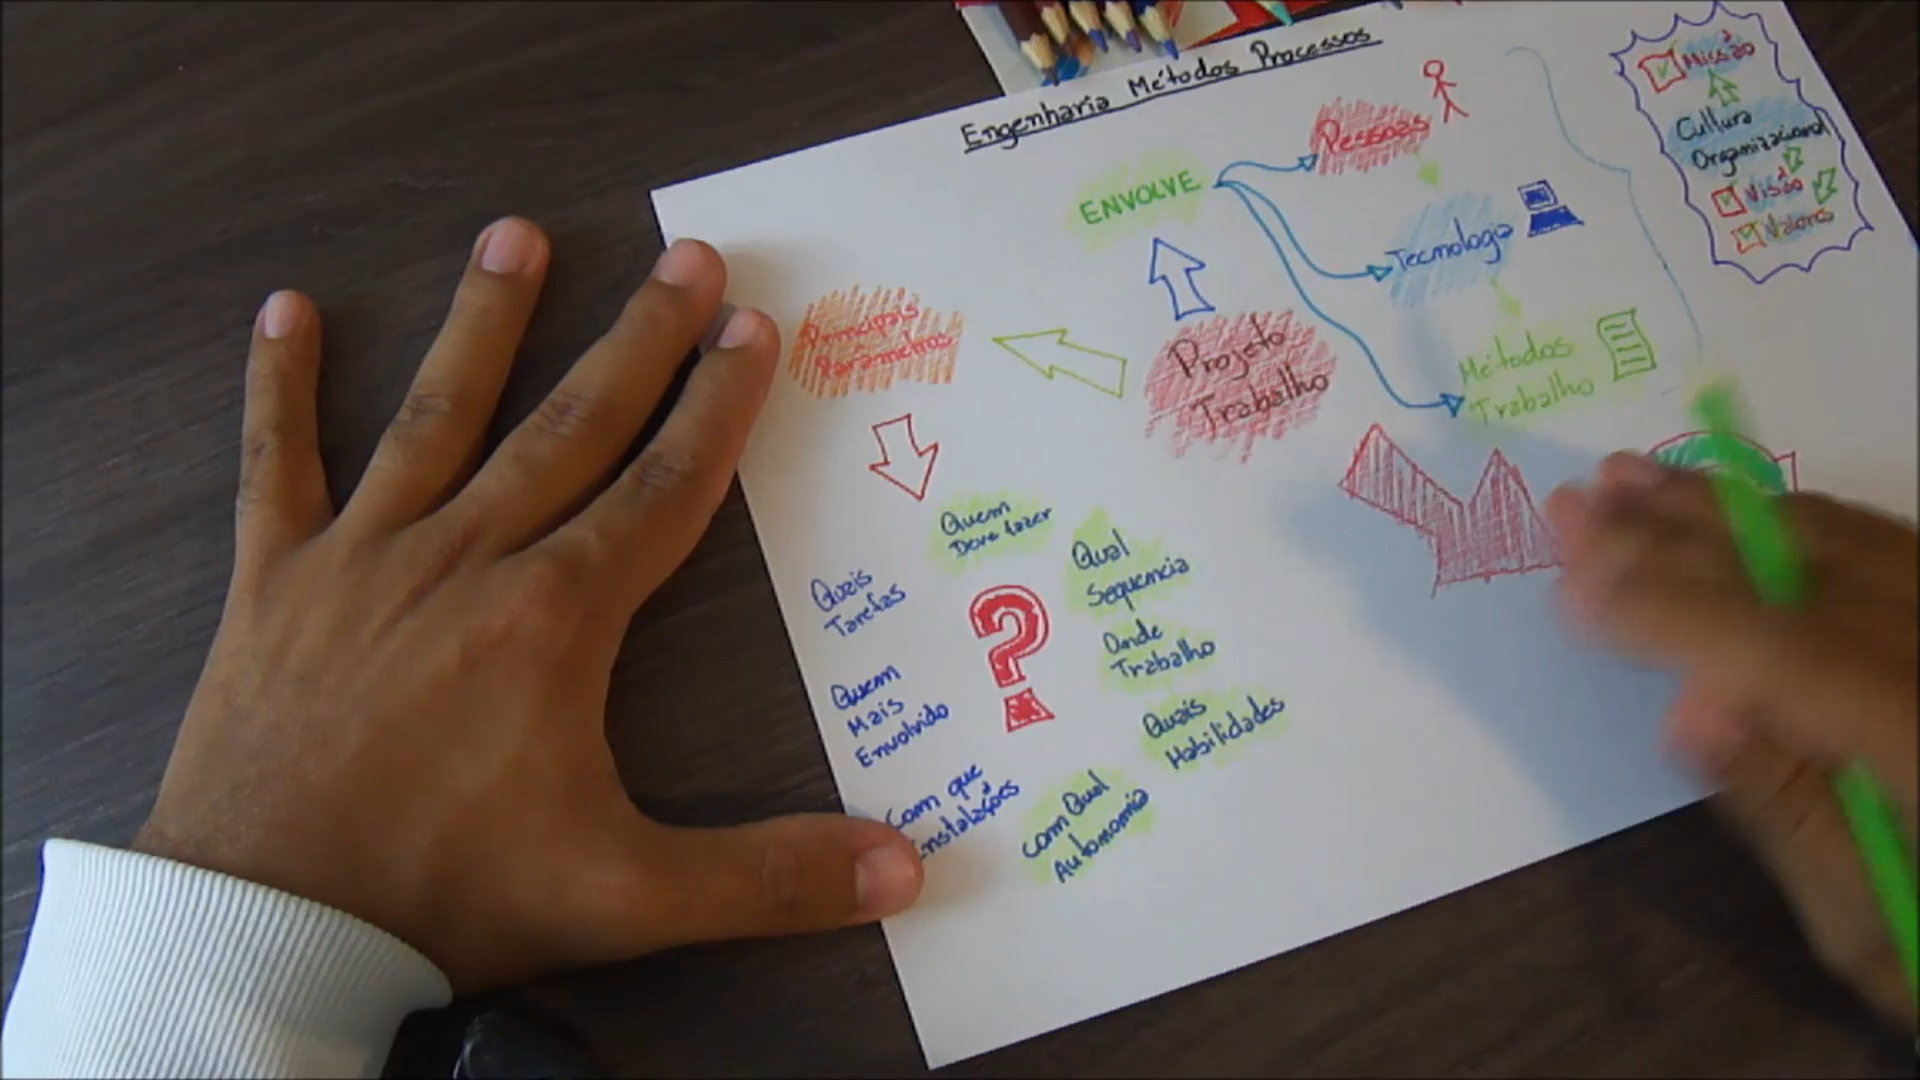 Engenharia Métodos Processos
Missão
Cultura
Organizacional
Visão
Valores
ENVOLVE
Pessoas
Tecnologia
Métodos
Trabalho
Projeto
Trabalho
Principais
Parâmetros
Quem
Deve fazer
Qual
Sequencia
Onde
Trabalho
Quais
Habilidades
com Qual
Autonomia
Quais
Tarefas
Quem
Mais
Envolvido
Com que
Instalações
?